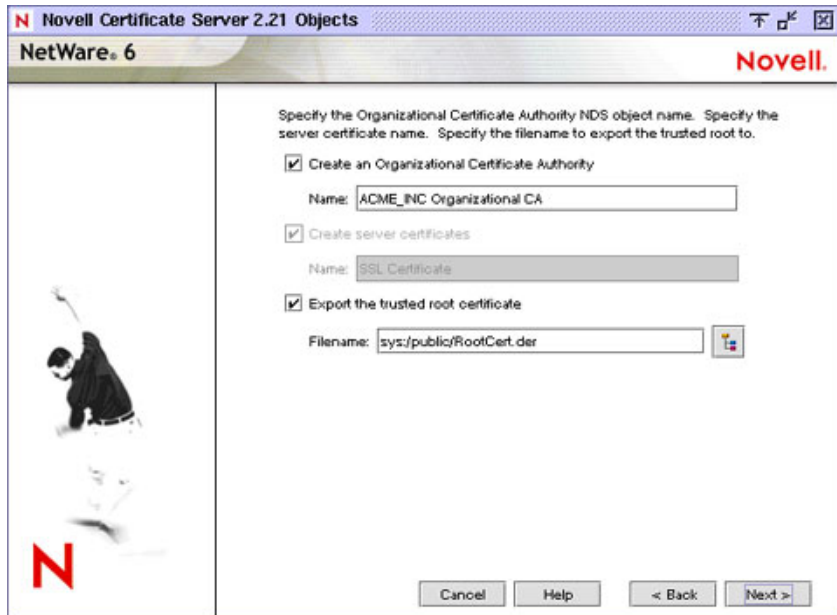 N Novell Certificate Server 2.21 Objects
NetWare® 6
Novell.
Specify the Organizational Certificate Authority NDS object name. Specify the
server certificate name. Specify the filename to export the trusted root to.
Create an Organizational Certificate Authority
Name: ACME_INC Organizational CA
Create server certificates
Name: SSL Certificate
Export the trusted root certificate
Filename: sys:/public/RootCert.der
N
Cancel Help < Back Next >